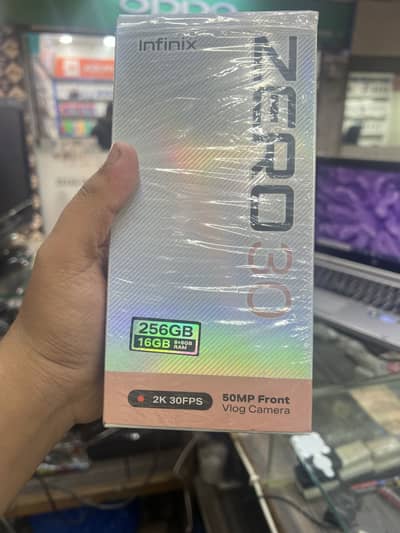 oppo
Infinix
ZERO 30
256GB
16GB 8+8GB RAM
2K 30FPS
50MP Front
Vlog Camera